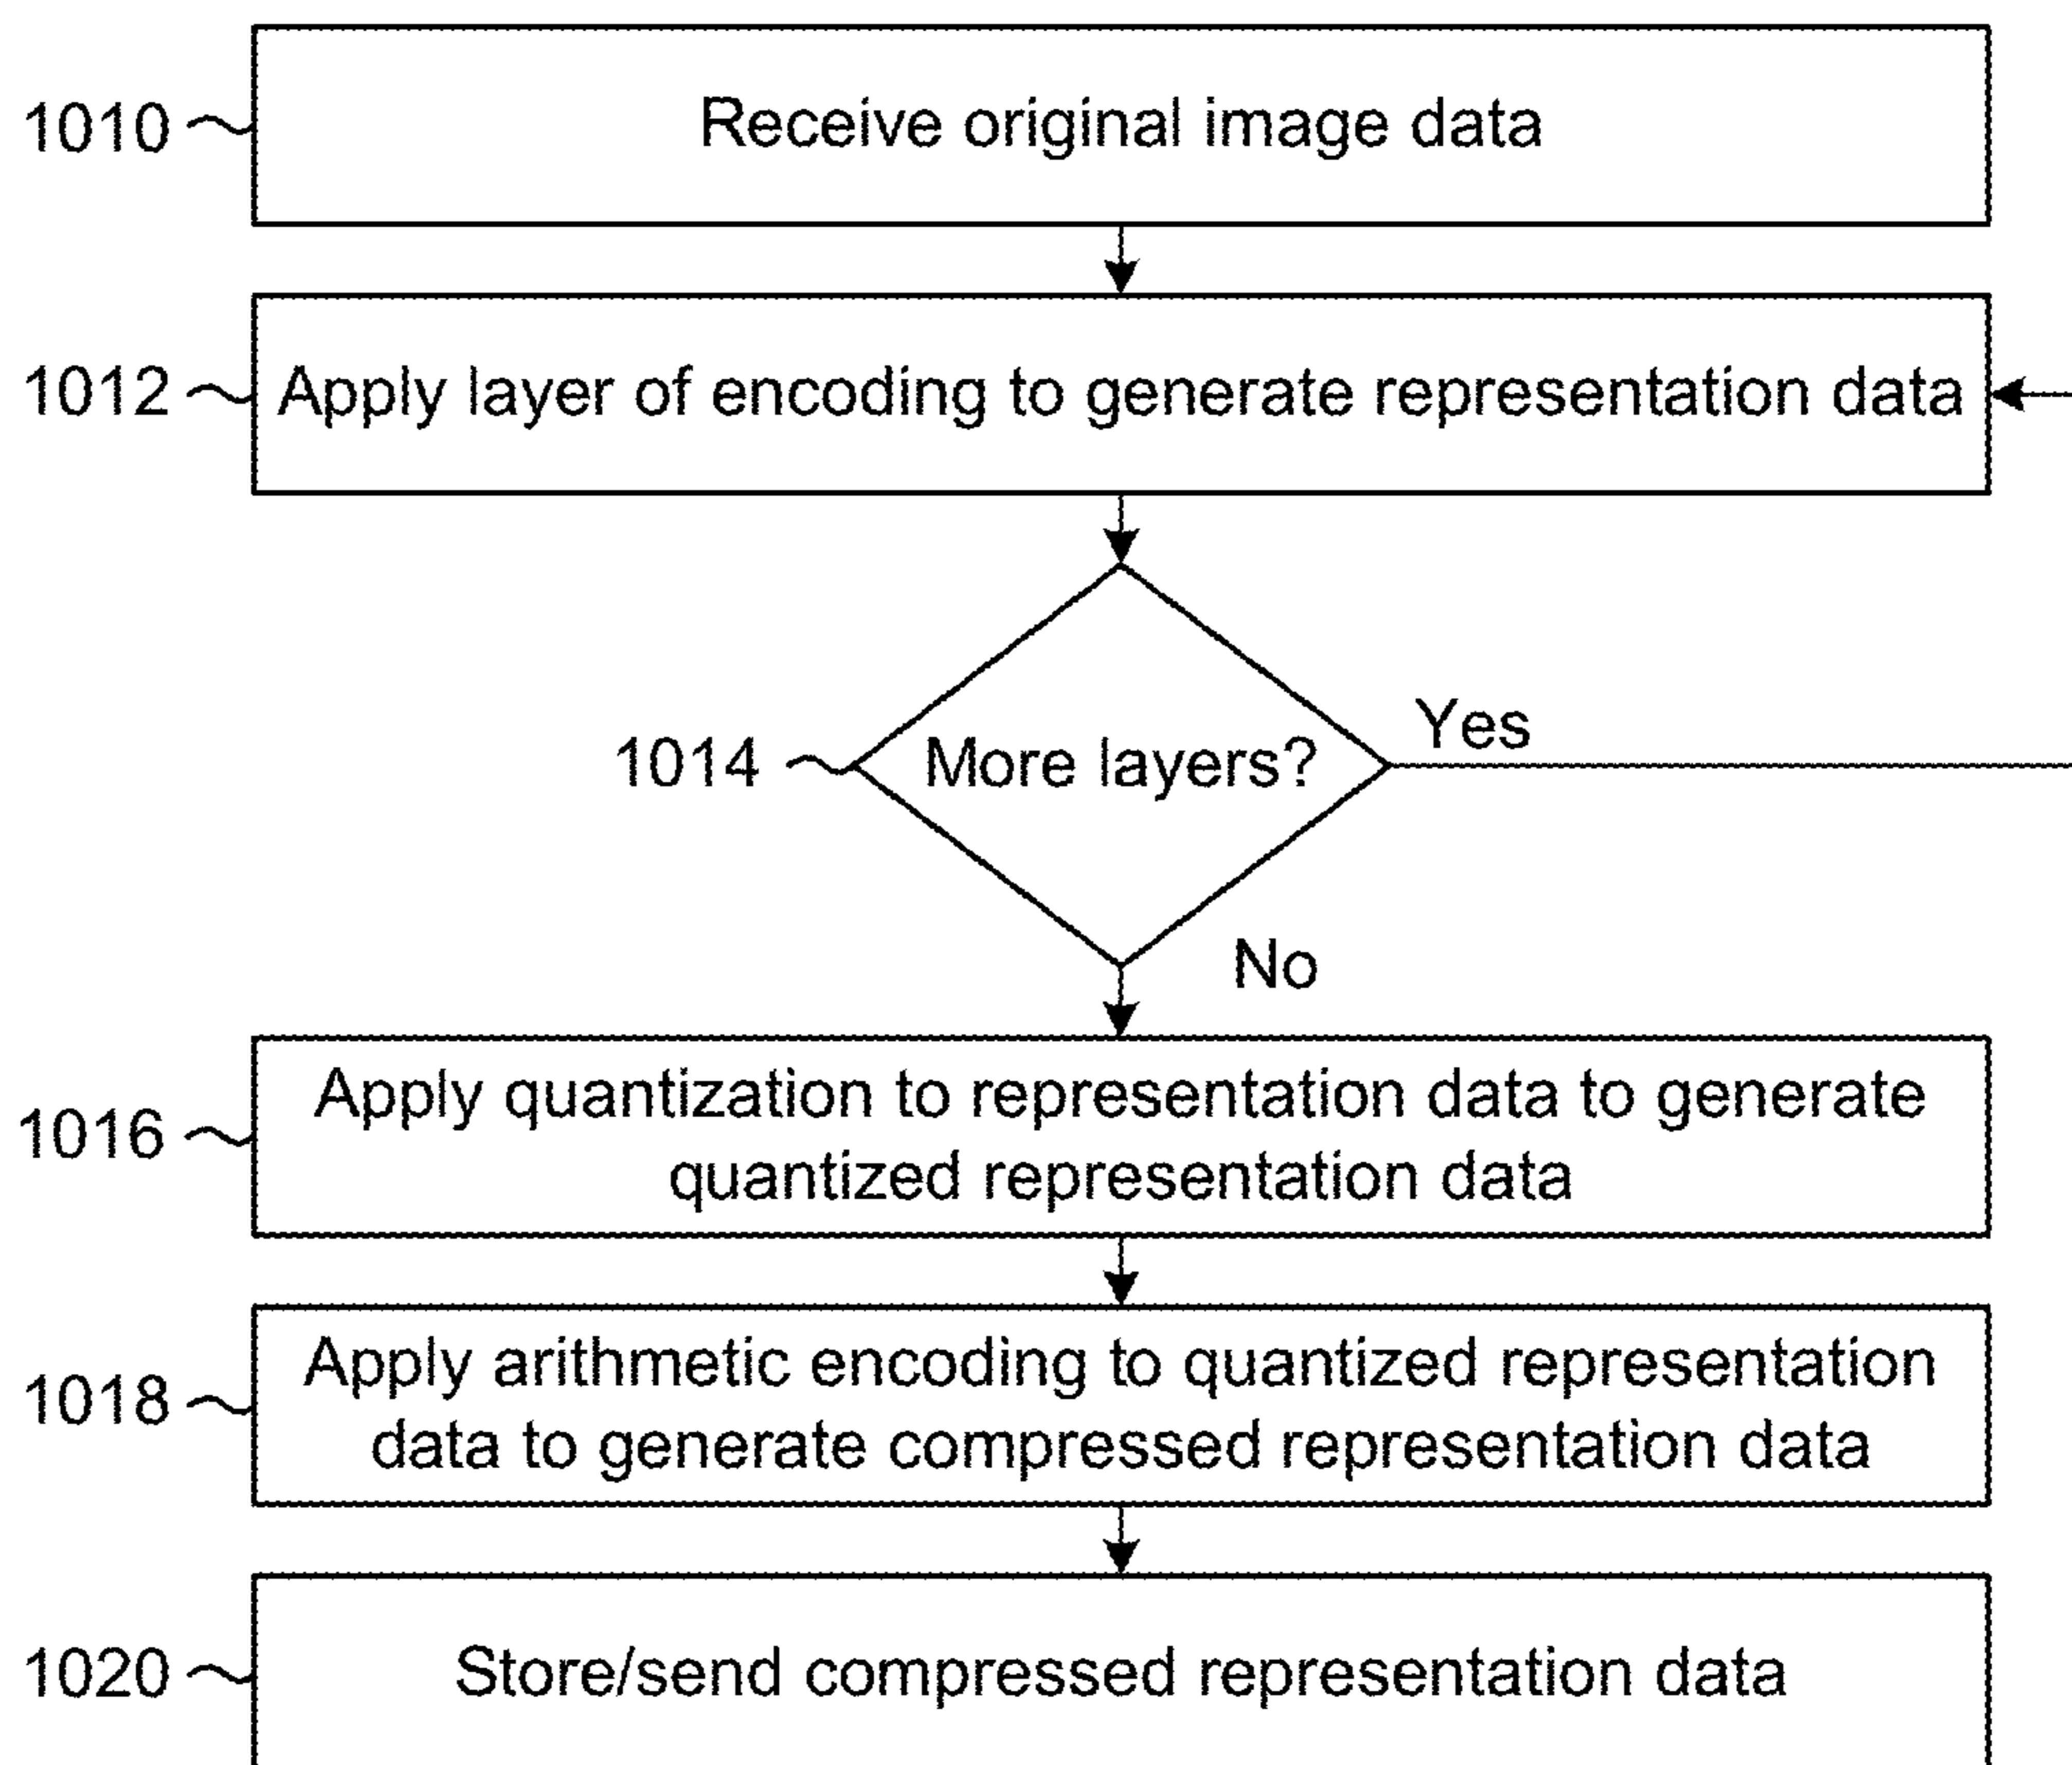 1010
Receive original image data
1012
Apply layer of encoding to generate representation data
1014
More layers?
Yes
No
1016
Apply quantization to representation data to generate
quantized representation data
1018
Apply arithmetic encoding to quantized representation
data to generate compressed representation data
1020
Store/send compressed representation data